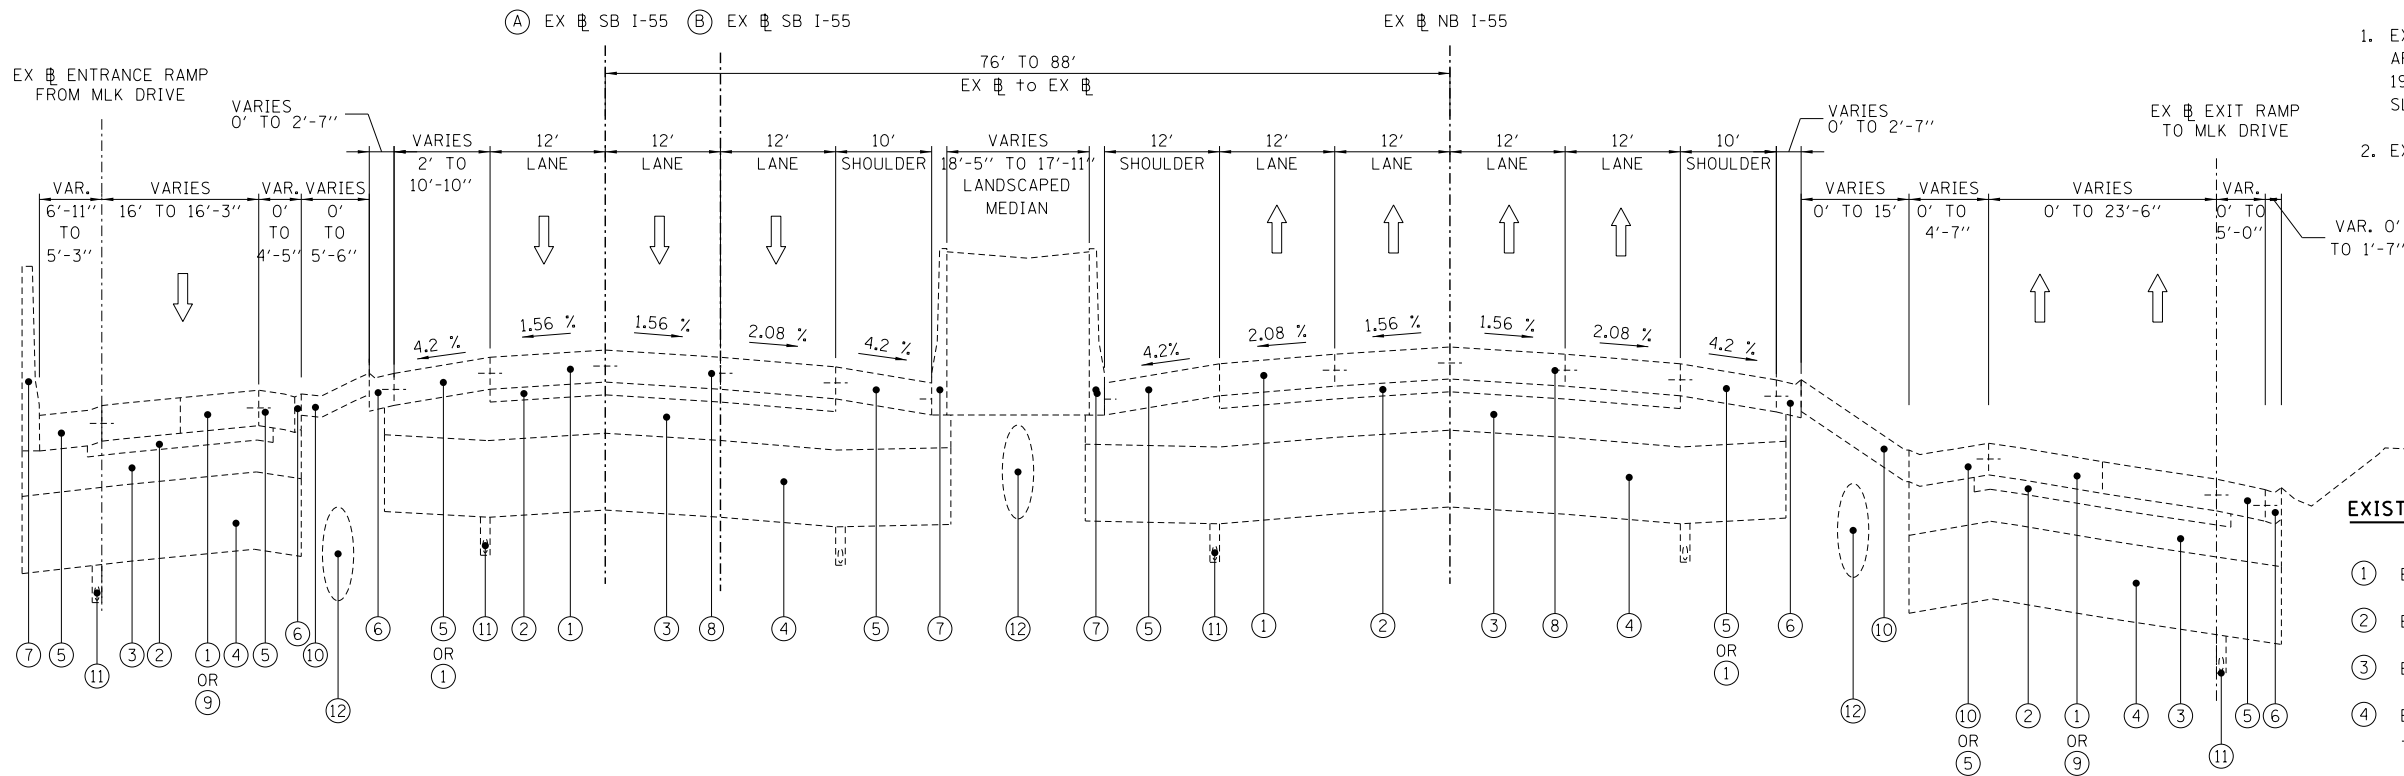 Ⓐ EX ℄ SB I-55 Ⓑ EX ℄ SB I-55
EX ℄ NB I-55
76' TO 88'
EX ℄ to EX ℄
EX ℄ ENTRANCE RAMP
FROM MLK DRIVE
VARIES
0' TO 2'-7"
VARIES
0' TO 2'-7"
EX ℄ EXIT RAMP
TO MLK DRIVE
1.
2.
VAR.
6'-11"
TO
5'-3"
VARIES
16' TO 16'-3"
VAR.
0'
TO
4'-5"
VARIES
0'
TO
5'-6"
VARIES
2' TO
10'-10"
12'
LANE
12'
LANE
12'
LANE
10'
SHOULDER
VARIES
18'-5" TO 17'-11"
LANDSCAPED
MEDIAN
12'
SHOULDER
12'
LANE
12'
LANE
12'
LANE
12'
LANE
10'
SHOULDER
VARIES
0' TO 15'
VARIES
0' TO
4'-7"
VARIES
0' TO 23'-6"
VAR.
0' TO
5'-0"
VAR. 0'
TO 1'-7"
4.2 %
1.56 %
1.56 %
2.08 %
4.2 %
4.2%
2.08 %
1.56 %
1.56 %
2.08 %
4.2 %
7 5 11 3 2 1 4 5 6 10
OR
9
12
6 5 11 2 1 3 8 4 5 7 12 7 5 11 1 2 3 8 4 5 6 10
OR
1
OR
1
12
10 2 1 4 3 11 5 6
OR
5
OR
9
EXIST
1
2
3
4